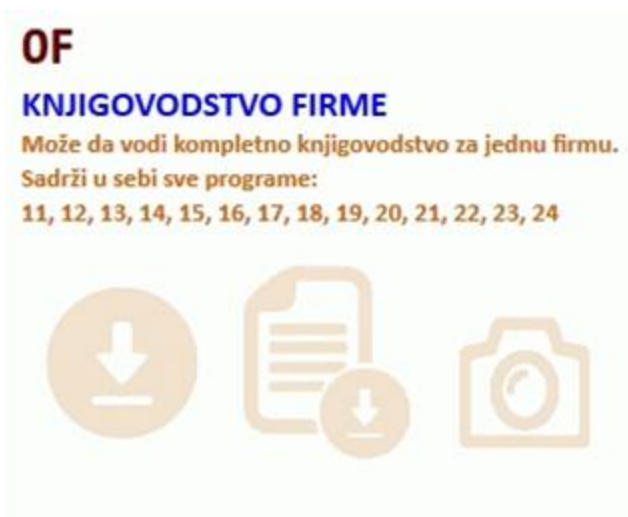 0F
KNJIGOVODSTVO FIRME
Može da vodi kompletno knjigovodstvo za jednu firmu.
Sadrži u sebi sve programe:
11, 12, 13, 14, 15, 16, 17, 18, 19, 20, 21, 22, 23, 24